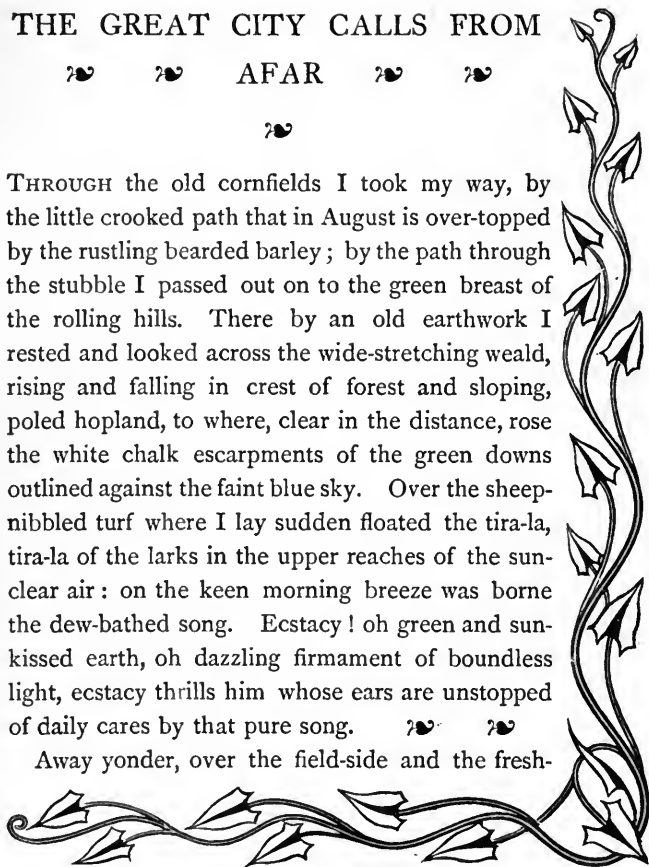 THE GREAT CITY CALLS FROM
AFAR
THROUGH the old cornfields I took my way, by
the little crooked path that in August is over-topped
by the rustling bearded barley; by the path through
the stubble I passed out on to the green breast of
the rolling hills. There by an old earthwork I
rested and looked across the wide-stretching weald,
rising and falling in crest of forest and sloping,
poled hopland, to where, clear in the distance, rose
the white chalk escarpments of the green downs
outlined against the faint blue sky. Over the sheep-
nibbled turf where I lay sudden floated the tira-la,
tira-la of the larks in the upper reaches of the sun-
clear air: on the keen morning breeze was borne
the dew-bathed song. Ecstacy! oh green and sun-
kissed earth, oh dazzling firmament of boundless
light, ecstacy thrills him whose ears are unstopped
of daily cares by that pure song.
Away yonder, over the field-side and the fresh-